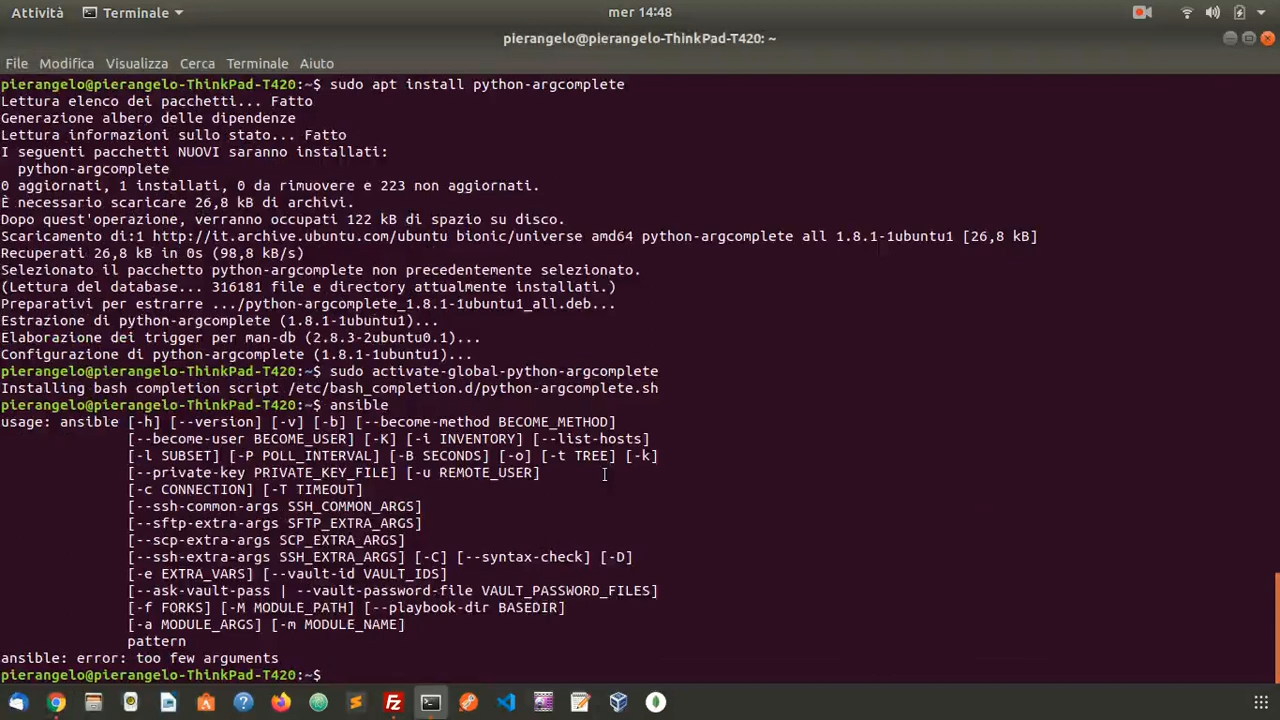 Attività
Terminale
mer 14:48
pierangelo@pierangelo-ThinkPad-T420: ~
File Modifica Visualizza Cerca Terminale Aiuto
pierangelo@pierangelo-ThinkPad-T420:~$ sudo apt install python-argcomplete
Lettura elenco dei pacchetti... Fatto
Generazione albero delle dipendenze
Lettura informazioni sullo stato... Fatto
I seguenti pacchetti NUOVI saranno installati:
  python-argcomplete
0 aggiornati, 1 installati, 0 da rimuovere e 223 non aggiornati.
È necessario scaricare 26,8 kB di archivi.
Dopo quest'operazione, verranno occupati 122 kB di spazio su disco.
Scaricamento di:1 http://it.archive.ubuntu.com/ubuntu bionic/universe amd64 python-argcomplete all 1.8.1-1ubuntu1 [26,8 kB]
Recuperati 26,8 kB in 0s (98,8 kB/s)
Selezionato il pacchetto python-argcomplete non precedentemente selezionato.
(Lettura del database... 316181 file e directory attualmente installati.)
Preparativi per estrarre .../python-argcomplete_1.8.1-1ubuntu1_all.deb...
Estrazione di python-argcomplete (1.8.1-1ubuntu1)...
Elaborazione dei trigger per man-db (2.8.3-2ubuntu0.1)...
Configurazione di python-argcomplete (1.8.1-1ubuntu1)...
pierangelo@pierangelo-ThinkPad-T420:~$ sudo activate-global-python-argcomplete
Installing bash completion script /etc/bash_completion.d/python-argcomplete.sh
pierangelo@pierangelo-ThinkPad-T420:~$ ansible
usage: ansible [-h] [--version] [-v] [-b] [--become-method BECOME_METHOD]
               [--become-user BECOME_USER] [-K] [-i INVENTORY] [--list-hosts]
               [-l SUBSET] [-P POLL_INTERVAL] [-B SECONDS] [-o] [-t TREE] [-k]
               [--private-key PRIVATE_KEY_FILE] [-u REMOTE_USER]
               [-c CONNECTION] [-T TIMEOUT]
               [--ssh-common-args SSH_COMMON_ARGS]
               [--sftp-extra-args SFTP_EXTRA_ARGS]
               [--scp-extra-args SCP_EXTRA_ARGS]
               [--ssh-extra-args SSH_EXTRA_ARGS] [-C] [--syntax-check] [-D]
               [-e EXTRA_VARS] [--vault-id VAULT_IDS]
               [--ask-vault-pass | --vault-password-file VAULT_PASSWORD_FILES]
               [-f FORKS] [-M MODULE_PATH] [--playbook-dir BASEDIR]
               [-a MODULE_ARGS] [-m MODULE_NAME]
               pattern
ansible: error: too few arguments
pierangelo@pierangelo-ThinkPad-T420:~$